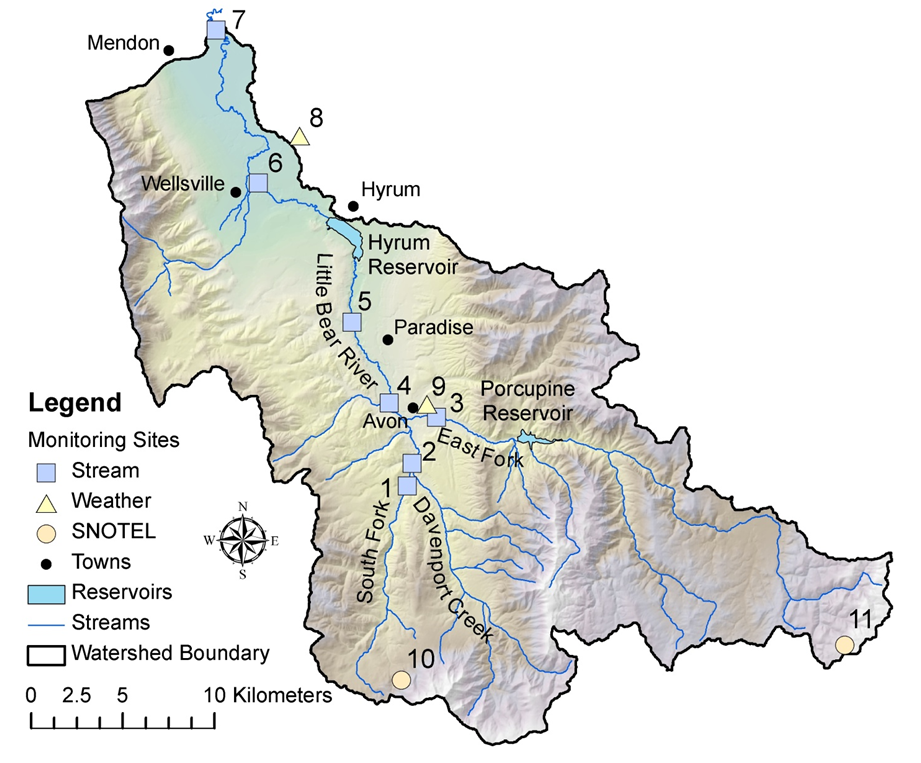 7
Mendon
8
6
Wellsville
Hyrum
Hyrum
Reservoir
Little Bear River
5
Paradise
4
9
3
Porcupine
Reservoir
Avon
East Fork
2
1
South Fork
Davenport Creek
10
11
Legend
Monitoring Sites
Stream
Weather
SNOTEL
Towns
Reservoirs
Streams
Watershed Boundary
N
W
E
S
0 2.5 5 10 Kilometers